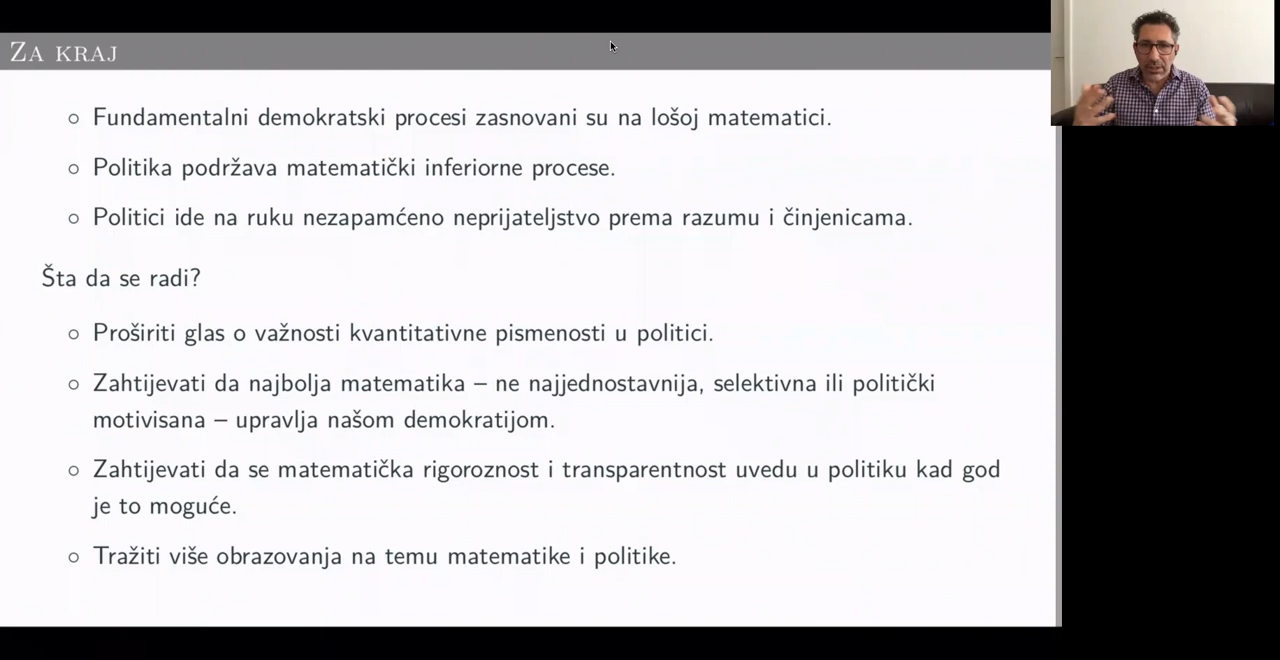 Za kraj
○ Fundamentalni demokratski procesi zasnovani su na lošoj matematici.
○ Politika podržava matematički inferiorne procese.
○ Politici ide na ruku nezapamćeno neprijateljstvo prema razumu i činjenicama.
Šta da se radi?
○ Proširiti glas o važnosti kvantitativne pismenosti u politici.
○ Zahtijevati da najbolja matematika – ne najjednostavnija, selektivna ili politički
motivisana – upravlja našom demokratijom.
○ Zahtijevati da se matematička rigoroznost i transparentnost uvedu u politiku kad god
je to moguće.
○ Tražiti više obrazovanja na temu matematike i politike.